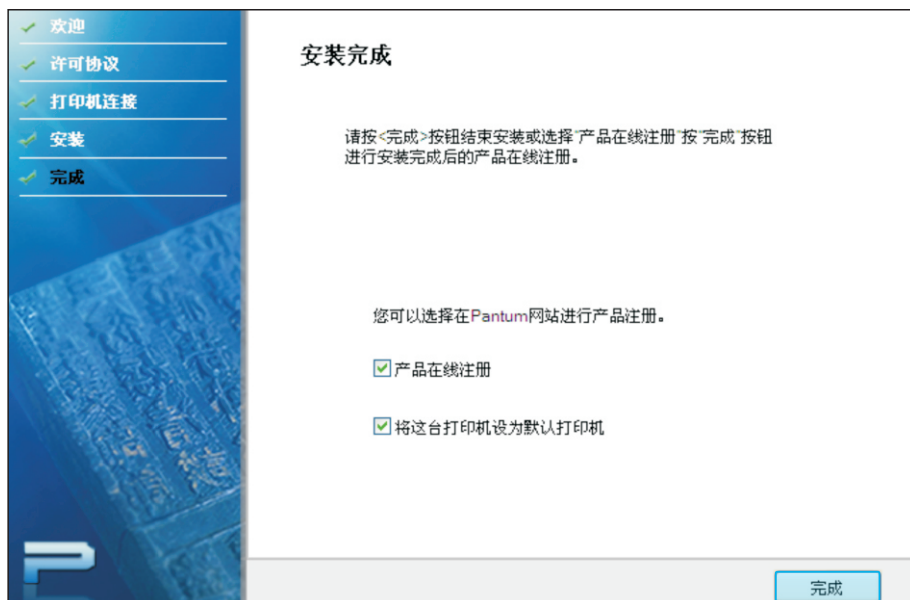 欢迎
许可协议
打印机连接
安装
完成
安装完成
请按<完成>按钮结束安装或选择"产品在线注册"按"完成"按钮
进行安装完成后的产品在线注册。
您可以选择在Pantum网站进行产品注册。
产品在线注册
将这台打印机设为默认打印机
完成